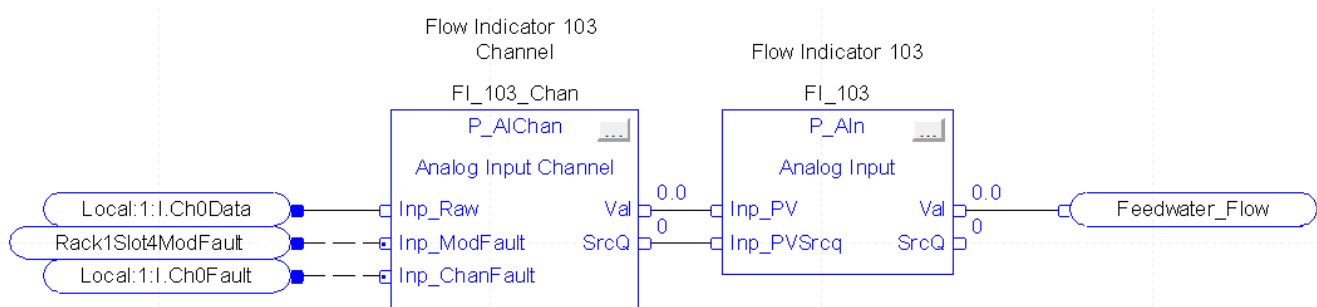 Flow Indicator 103
Channel
Flow Indicator 103
FI_103_Chan
FI_103
P_AIChan
...
P_AIn
...
Analog Input Channel
Analog Input
Local:1:I.Ch0Data
Inp_Raw
Val
0.0
Inp_PV
Val
0.0
Feedwater_Flow
Rack1Slot4ModFault
Inp_ModFault
SrcQ
0
Inp_PVSrcq
SrcQ
0
Local:1:I.Ch0Fault
Inp_ChanFault